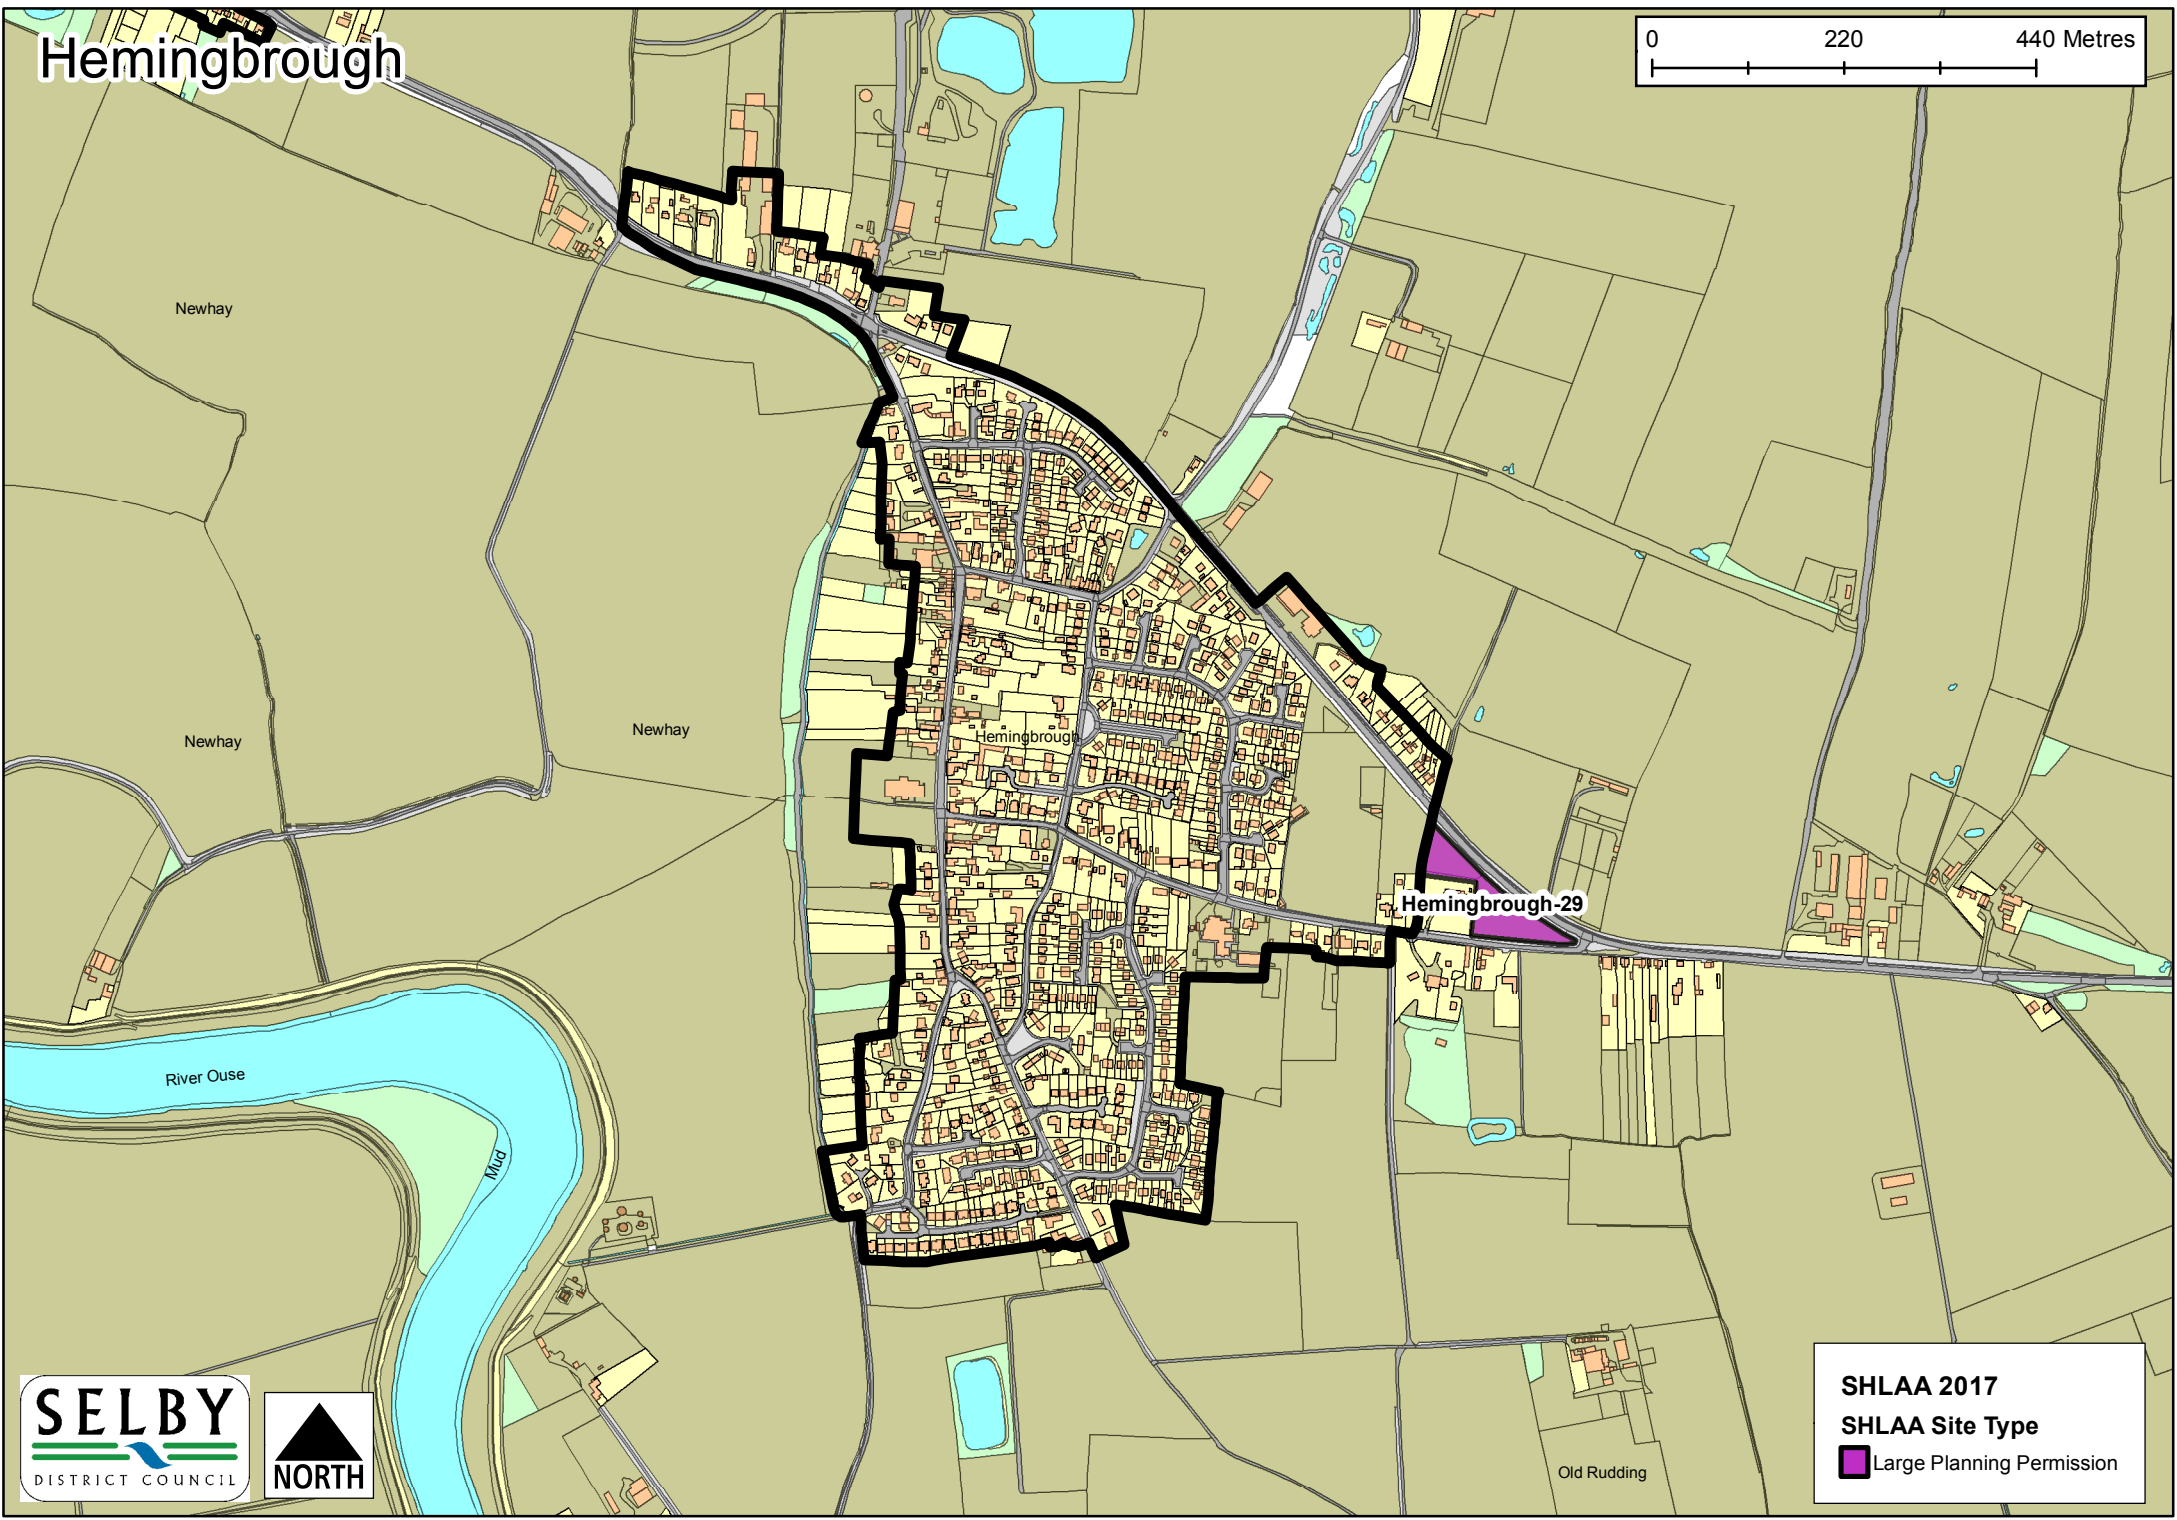 Hemingbrough
0 220 440 Metres
Newhay
Newhay
Newhay
Hemingbrough
Hemingbrough-29
River Ouse
Mud
Old Rudding
SELBY
DISTRICT COUNCIL
NORTH
SHLAA 2017
SHLAA Site Type
Large Planning Permission